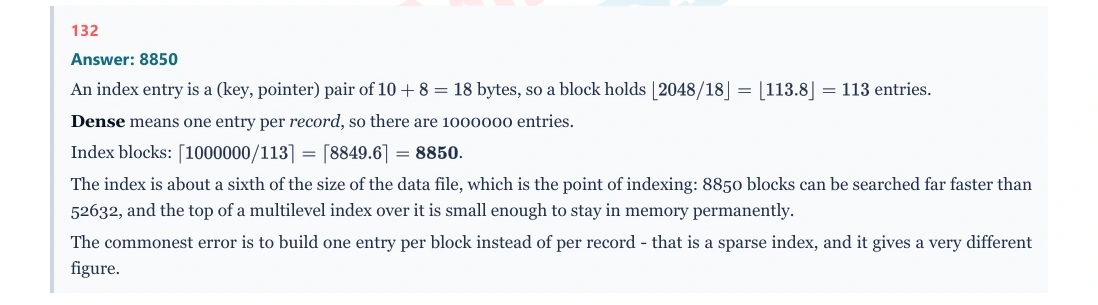 132
Answer: 8850
An index entry is a (key, pointer) pair of 10 + 8 = 18 bytes, so a block holds ⌊2048/18⌋ = ⌊113.8⌋ = 113 entries.
Dense means one entry per record, so there are 1000000 entries.
Index blocks: ⌈1000000/113⌉ = ⌈8849.6⌉ = 8850.
The index is about a sixth of the size of the data file, which is the point of indexing: 8850 blocks can be searched far faster than
52632, and the top of a multilevel index over it is small enough to stay in memory permanently.
The commonest error is to build one entry per block instead of per record - that is a sparse index, and it gives a very different
figure.